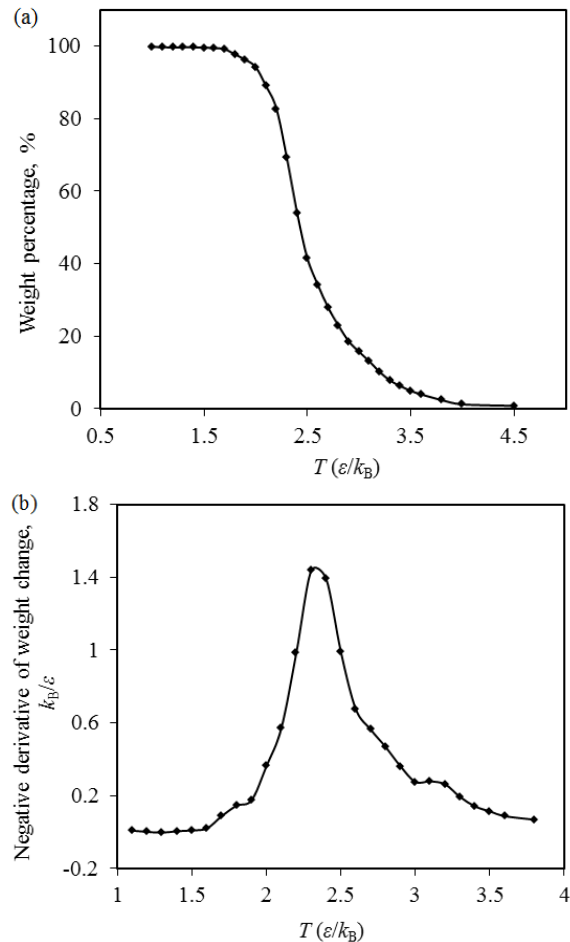 (a)
Weight percentage, %
100
80
60
40
20
0
0.5 1.5 2.5 3.5 4.5
T (ε/kB)
(b)
Negative derivative of weight change,
kB/ε
1.8
1.4
1
0.6
0.2
-0.2
1 1.5 2 2.5 3 3.5 4
T (ε/kB)